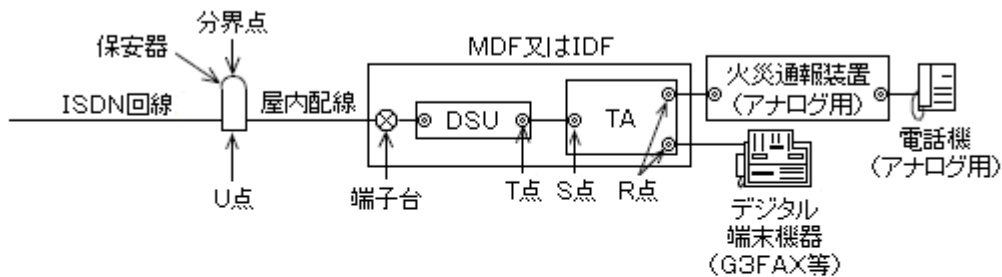 分界点
保安器
MDF又はIDF
ISDN回線
屋内配線
DSU
TA
火災通報装置
(アナログ用)
電話機
(アナログ用)
U点
端子台
T点
S点
R点
デジタル
端末機器
(G3FAX等)